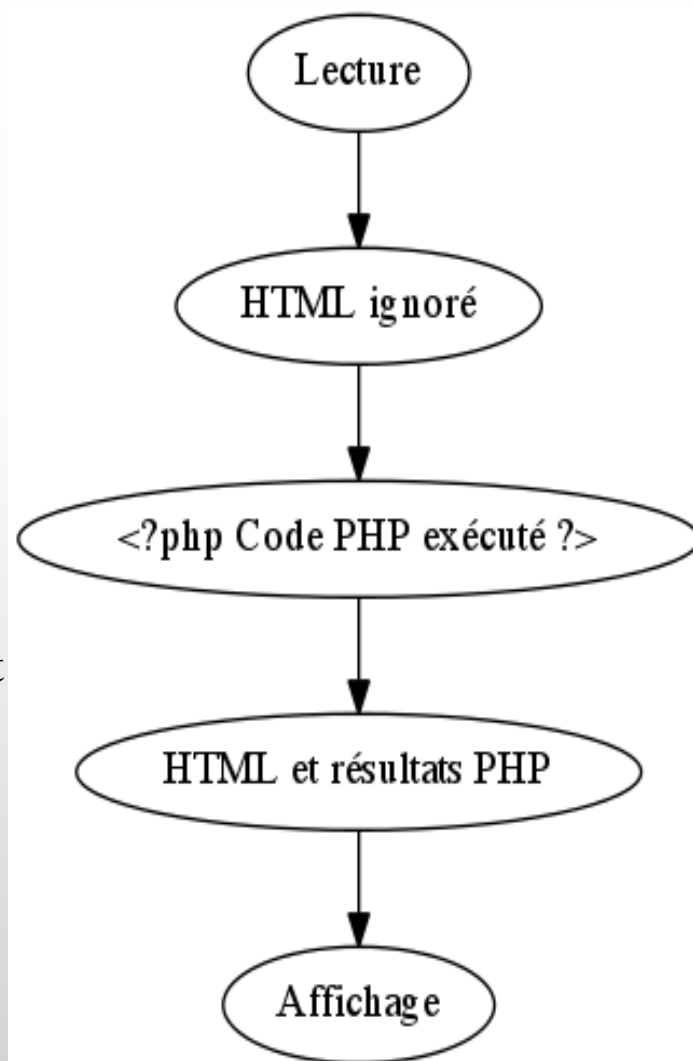 Lecture
HTML ignoré
<?php Code PHP exécuté ?>
HTML et résultats PHP
Affichage